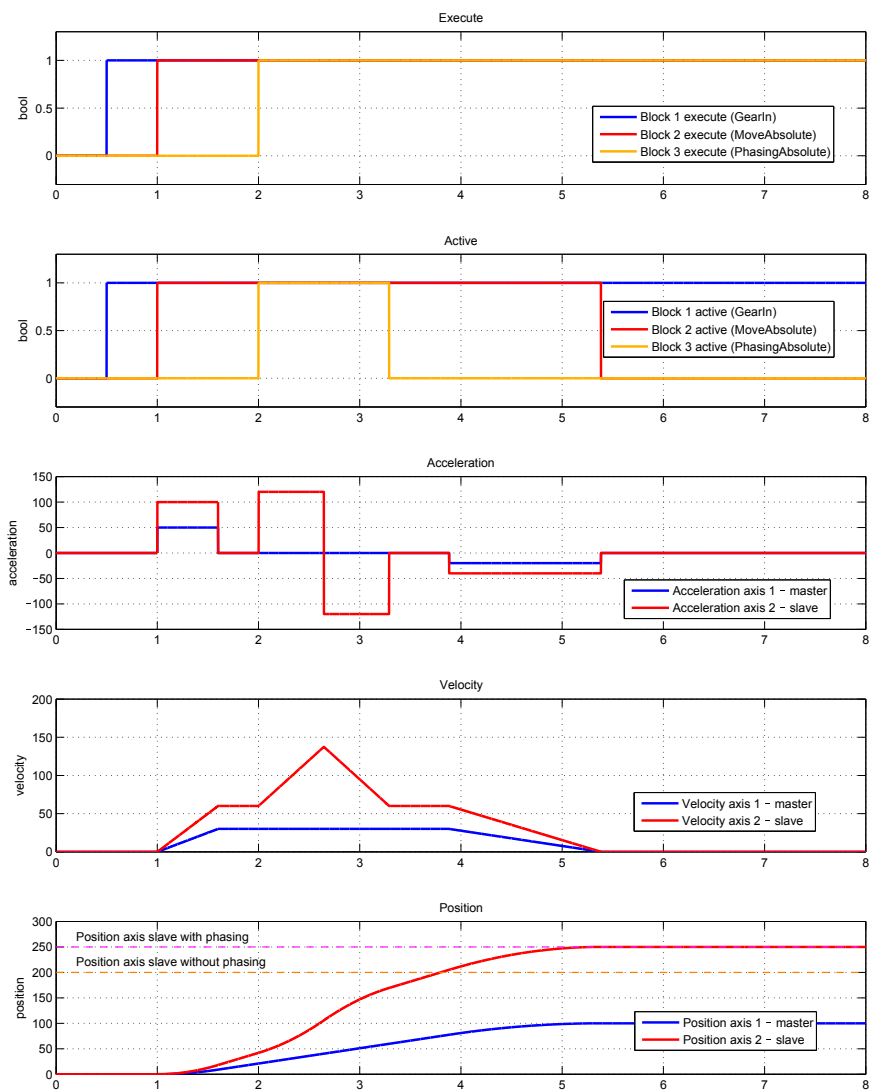 Execute
bool
1
0.5
0
Block 1 execute (GearIn)
Block 2 execute (MoveAbsolute)
Block 3 execute (PhasingAbsolute)
0 1 2 3 4 5 6 7 8
Active
bool
1
0.5
0
Block 1 active (GearIn)
Block 2 active (MoveAbsolute)
Block 3 active (PhasingAbsolute)
0 1 2 3 4 5 6 7 8
Acceleration
acceleration
150
100
50
0
−50
−100
−150
Acceleration axis 1 − master
Acceleration axis 2 − slave
0 1 2 3 4 5 6 7 8
Velocity
velocity
200
150
100
50
0
Velocity axis 1 − master
Velocity axis 2 − slave
0 1 2 3 4 5 6 7 8
Position
position
300
250
200
150
100
50
0
Position axis slave with phasing
Position axis slave without phasing
Position axis 1 − master
Position axis 2 − slave
0 1 2 3 4 5 6 7 8